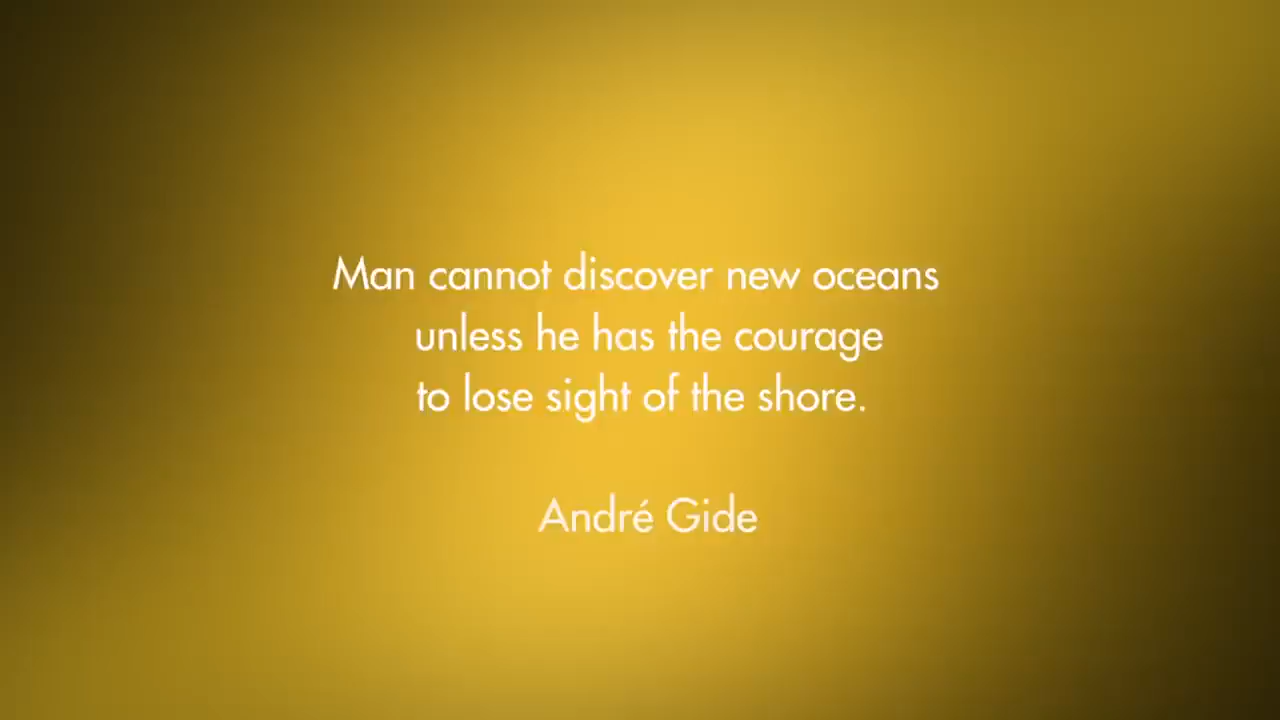 Man cannot discover new oceans
unless he has the courage
to lose sight of the shore.
André Gide